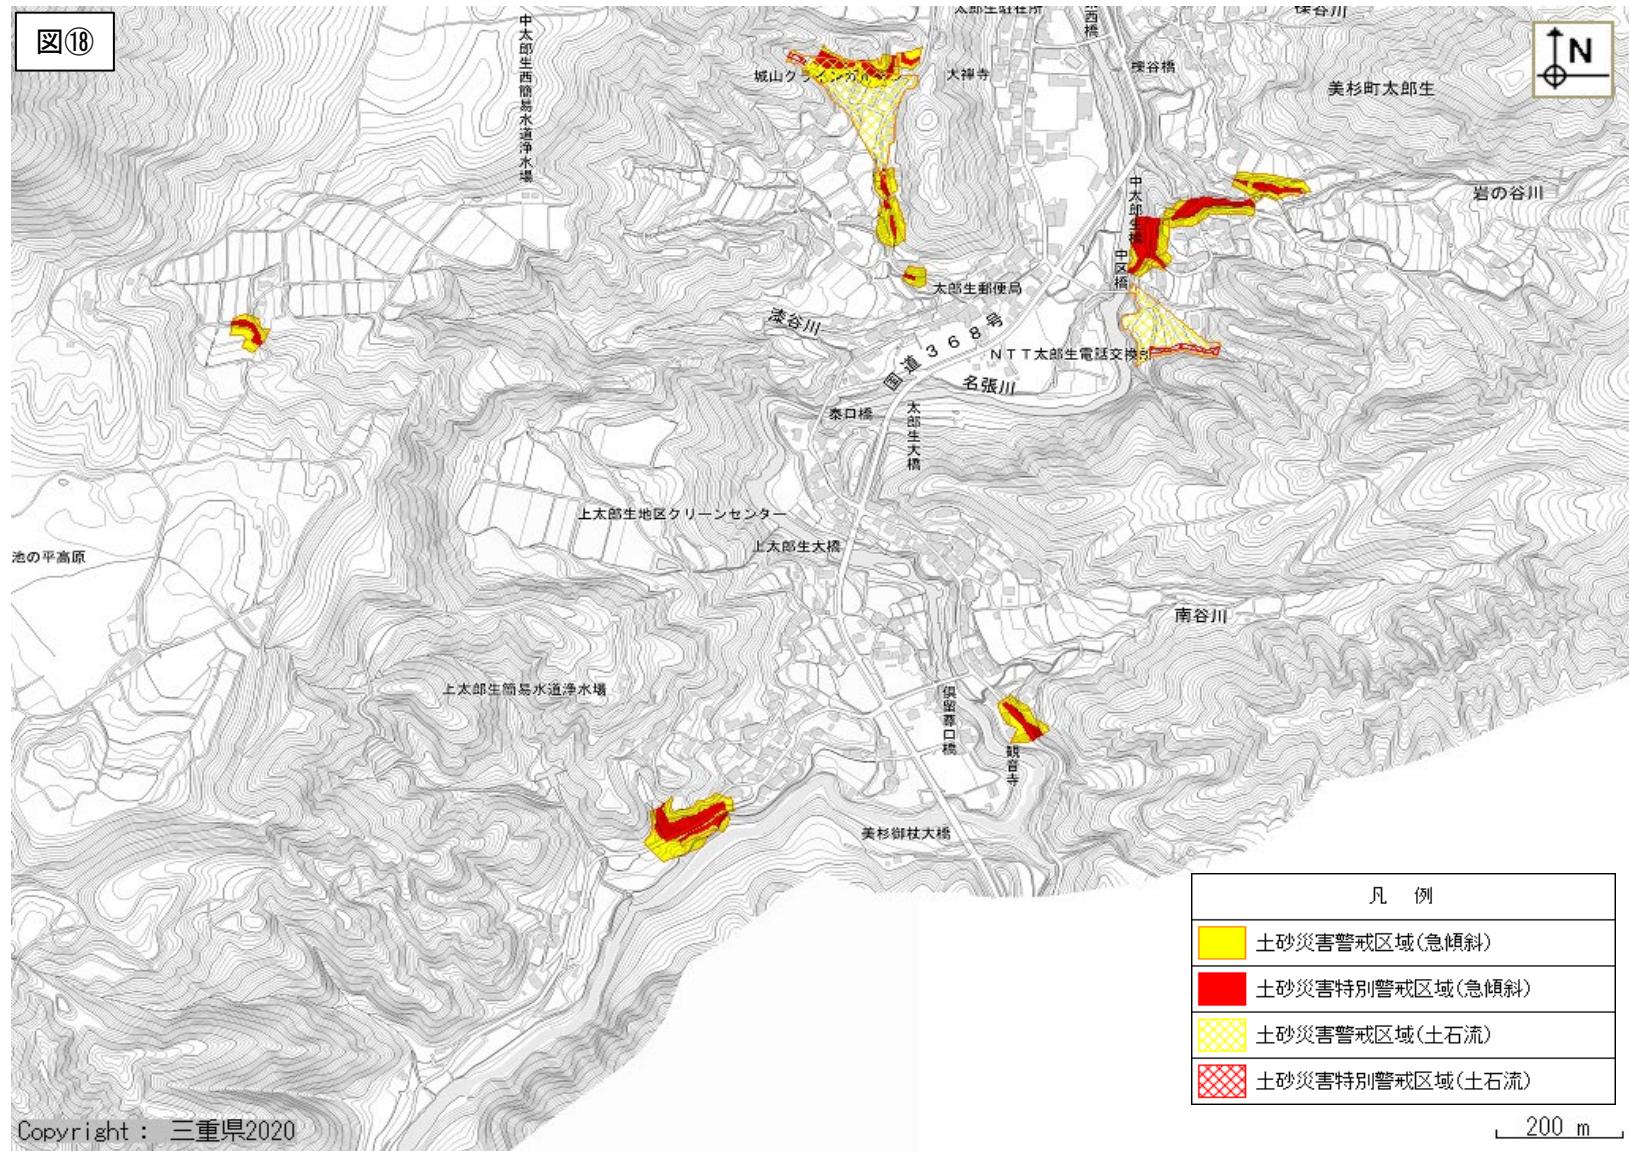 図⑱
太郎生駐在所
西橋
中太郎生西簡易水道浄水場
N
大禅寺
美杉町太郎生
岩の谷川
中太郎生橋
中区橋
太郎生郵便局
漆谷川
国道368号
NTT太郎生電話交換所
名張川
泰口橋
太郎生大橋
上太郎生地区クリーンセンター
上太郎生大橋
池の平高原
南谷川
上太郎生簡易水道浄水場
倶留尊口橋
観音寺
美杉御杖大橋
凡 例
土砂災害警戒区域(急傾斜)
土砂災害特別警戒区域(急傾斜)
土砂災害警戒区域(土石流)
土砂災害特別警戒区域(土石流)
Copyright : 三重県2020
200 m